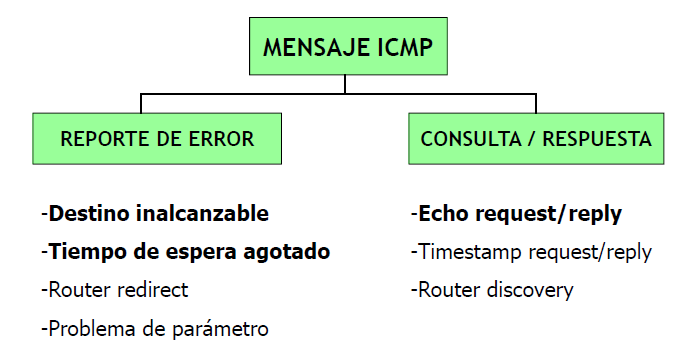 MENSAJE ICMP
REPORTE DE ERROR
-Destino inalcanzable
-Tiempo de espera agotado
-Router redirect
-Problema de parámetro
CONSULTA / RESPUESTA
-Echo request/reply
-Timestamp request/reply
-Router discovery